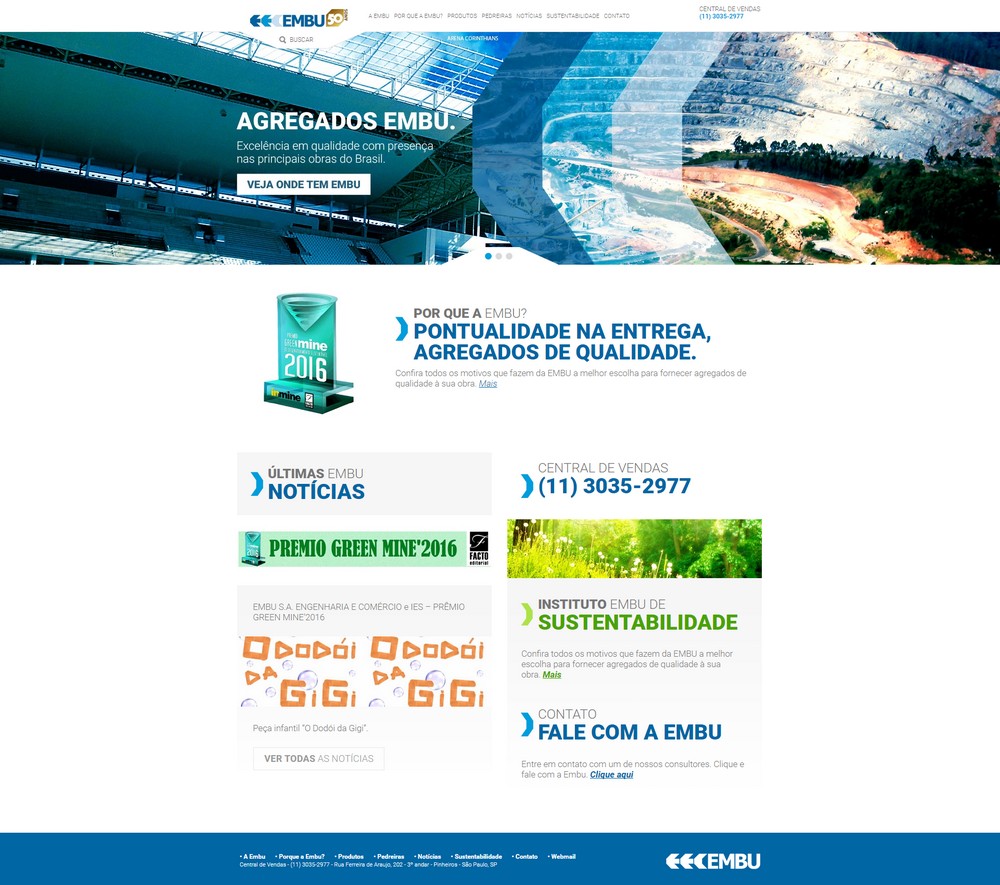 EMBU 50
A EMBU POR QUE A EMBU? PRODUTOS PEDREIRAS NOTÍCIAS SUSTENTABILIDADE CONTATO
CENTRAL DE VENDAS
(11) 3035-2977
BUSCAR
ARENA CORINTHIANS
AGREGADOS EMBU.
Excelência em qualidade com presença
nas principais obras do Brasil.
VEJA ONDE TEM EMBU
PRÊMIO
GREENmine
2016
mine
POR QUE A EMBU?
PONTUALIDADE NA ENTREGA,
AGREGADOS DE QUALIDADE.
Confira todos os motivos que fazem da EMBU a melhor escolha para fornecer agregados de
qualidade à sua obra. Mais
ÚLTIMAS EMBU
NOTÍCIAS
PREMIO GREEN MINE'2016
FACTO
editorial
EMBU S.A. ENGENHARIA E COMÉRCIO e IES – PRÊMIO
GREEN MINE'2016
O DODÓI O DODÓI
DA DA
GIGI GIGI
Peça infantil “O Dodói da Gigi”.
VER TODAS AS NOTÍCIAS
CENTRAL DE VENDAS
(11) 3035-2977
INSTITUTO EMBU DE
SUSTENTABILIDADE
Confira todos os motivos que fazem da EMBU a melhor
escolha para fornecer agregados de qualidade à sua
obra. Mais
CONTATO
FALE COM A EMBU
Entre em contato com um de nossos consultores. Clique e
fale com a Embu. Clique aqui
• A Embu • Porque a Embu? • Produtos • Pedreiras • Notícias • Sustentabilidade • Contato • Webmail
Central de Vendas - (11) 3035-2977 - Rua Ferreira de Araujo, 202 - 3º andar - Pinheiros - São Paulo, SP
EMBU